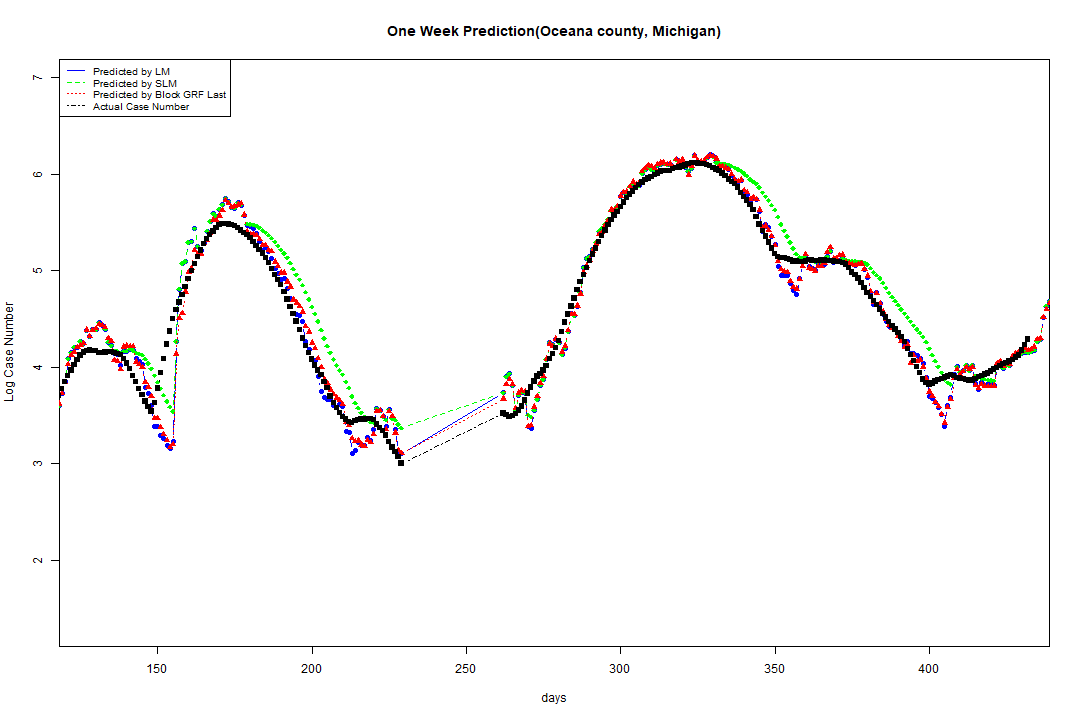 One Week Prediction(Oceana county, Michigan)
Predicted by LM
Predicted by SLM
Predicted by Block GRF Last
Actual Case Number
Log Case Number
7
6
5
4
3
2
150 200 250 300 350 400
days